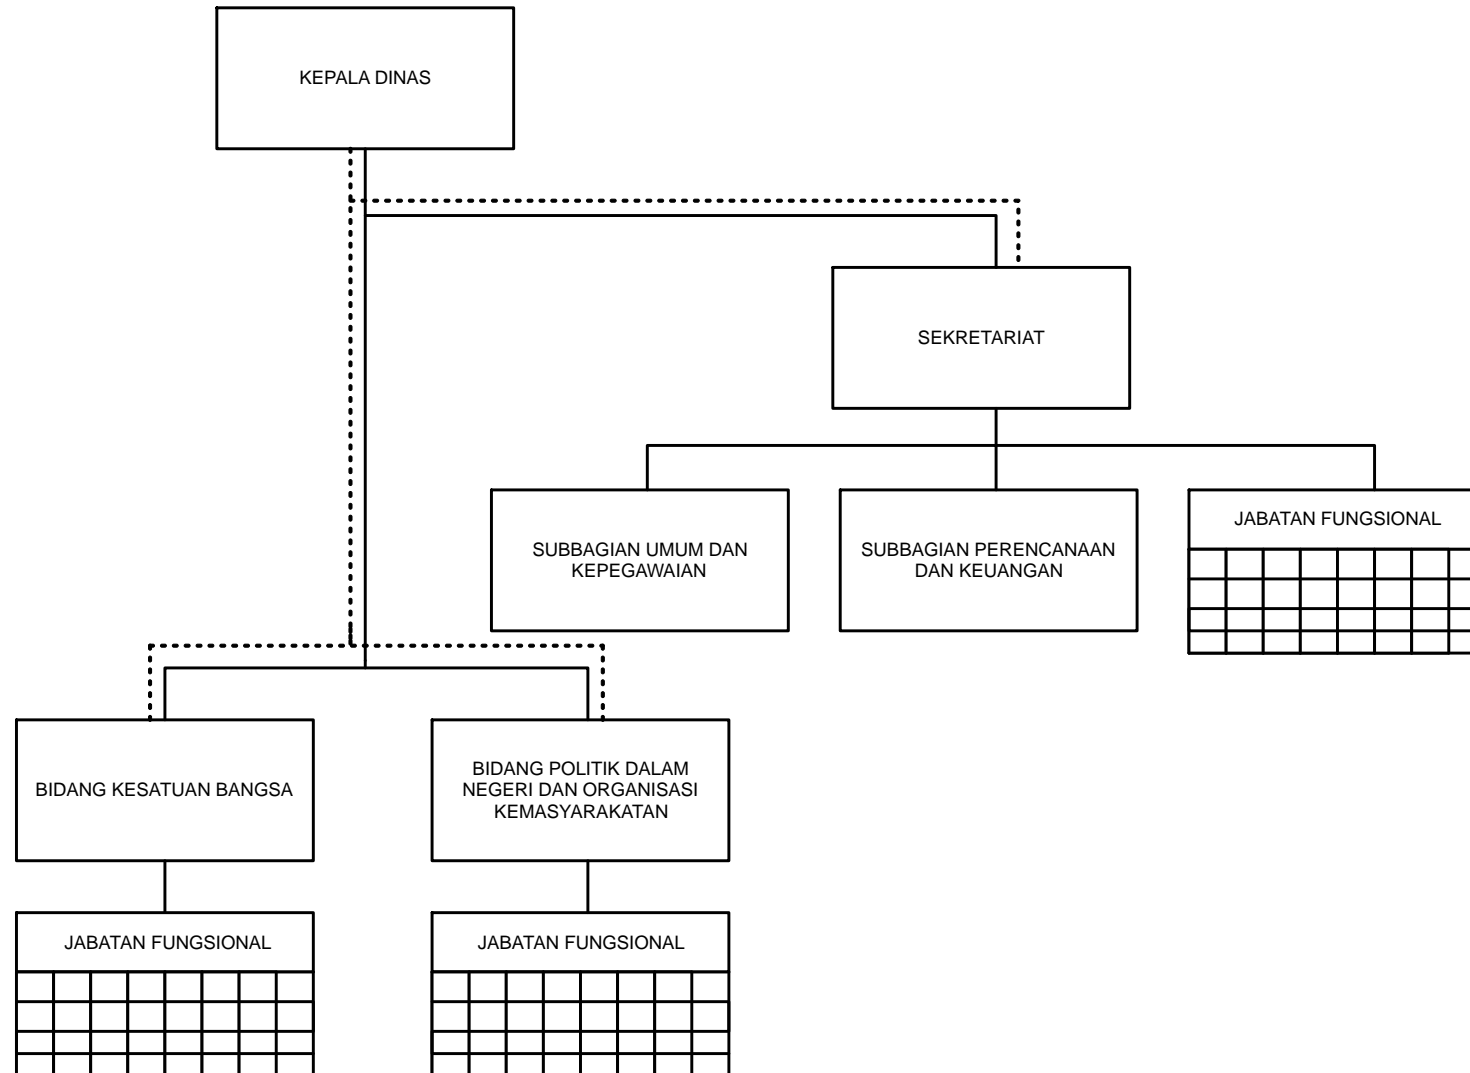 KEPALA DINAS
SEKRETARIAT
SUBBAGIAN UMUM DAN
KEPEGAWAIAN
SUBBAGIAN PERENCANAAN
DAN KEUANGAN
JABATAN FUNGSIONAL
BIDANG KESATUAN BANGSA
BIDANG POLITIK DALAM
NEGERI DAN ORGANISASI
KEMASYARAKATAN
JABATAN FUNGSIONAL
JABATAN FUNGSIONAL